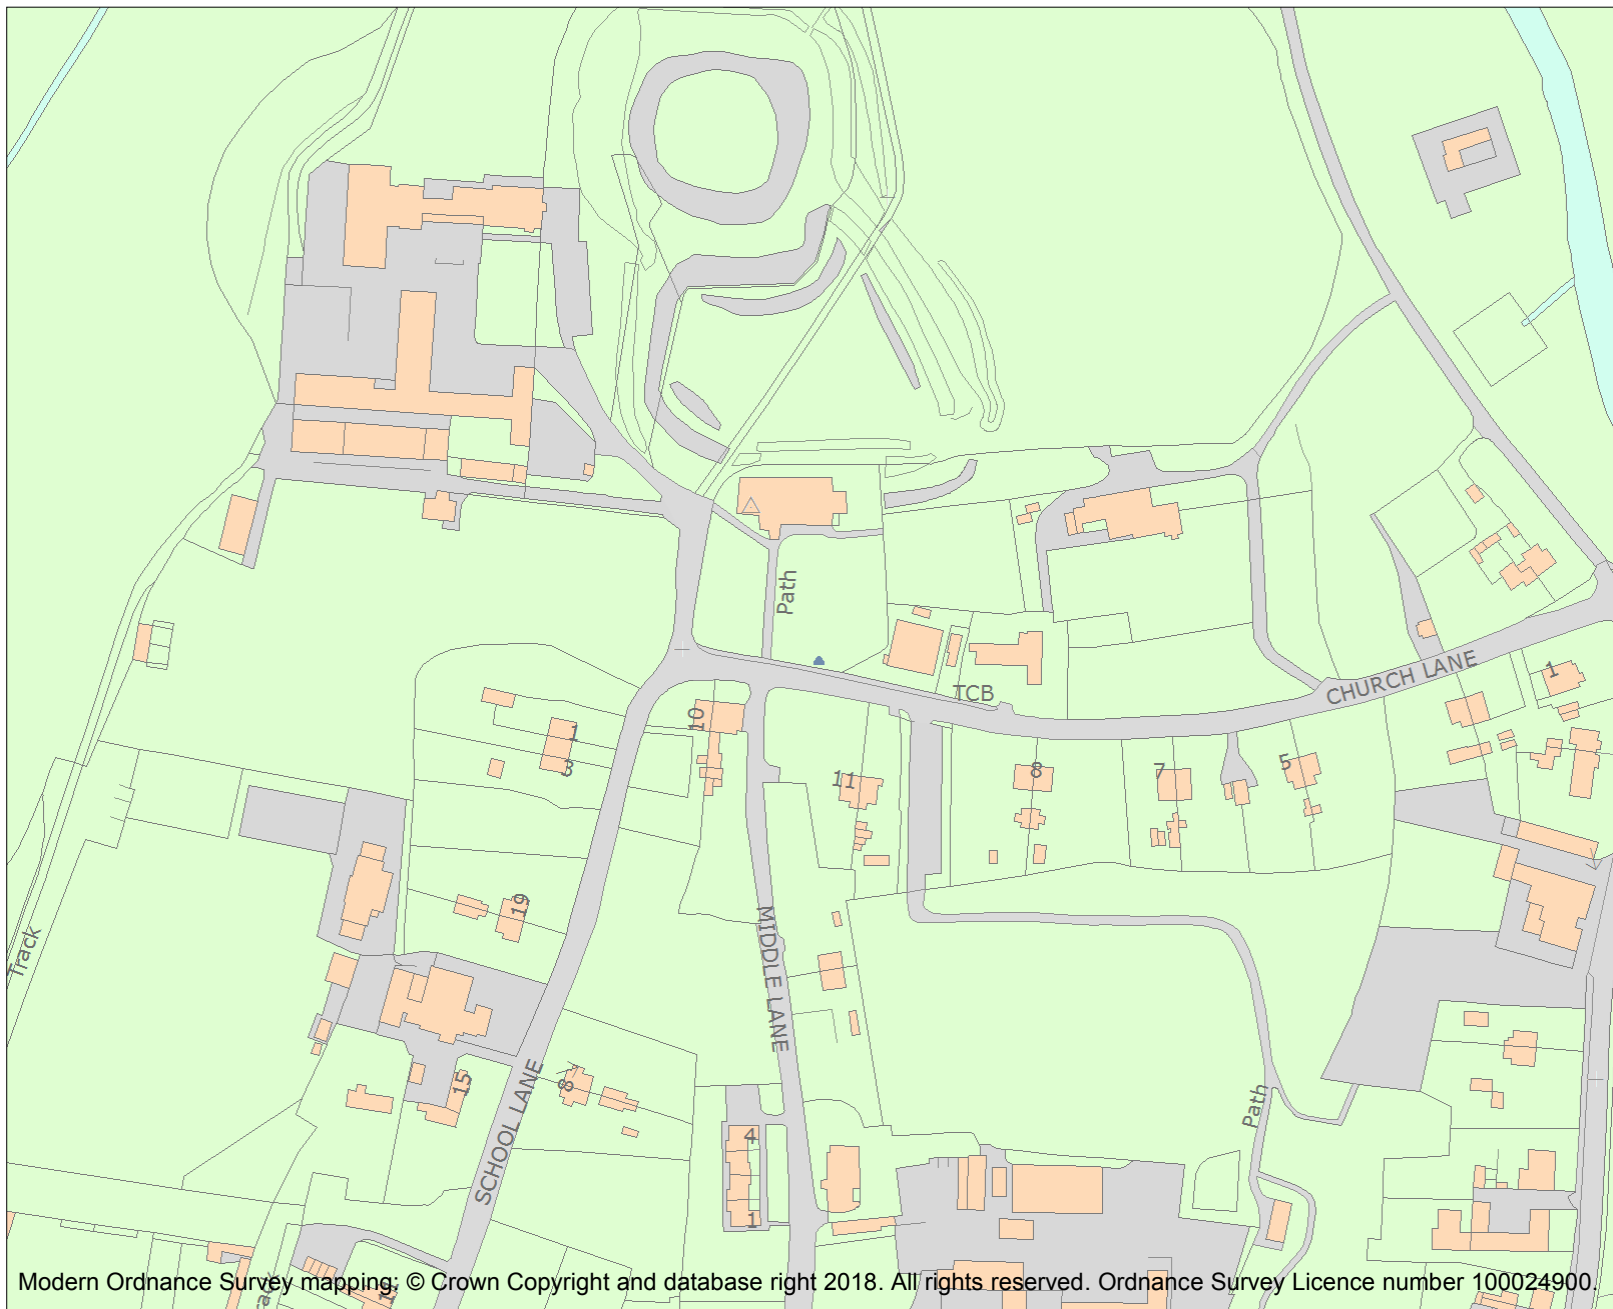 Path
TCB
CHURCH LANE
1
10
1
3
11
8
7
5
19
MIDDLE LANE
Track
15
SCHOOL LANE
8
Path
4
1
Modern Ordnance Survey mapping: © Crown Copyright and database right 2018. All rights reserved. Ordnance Survey Licence number 100024900.